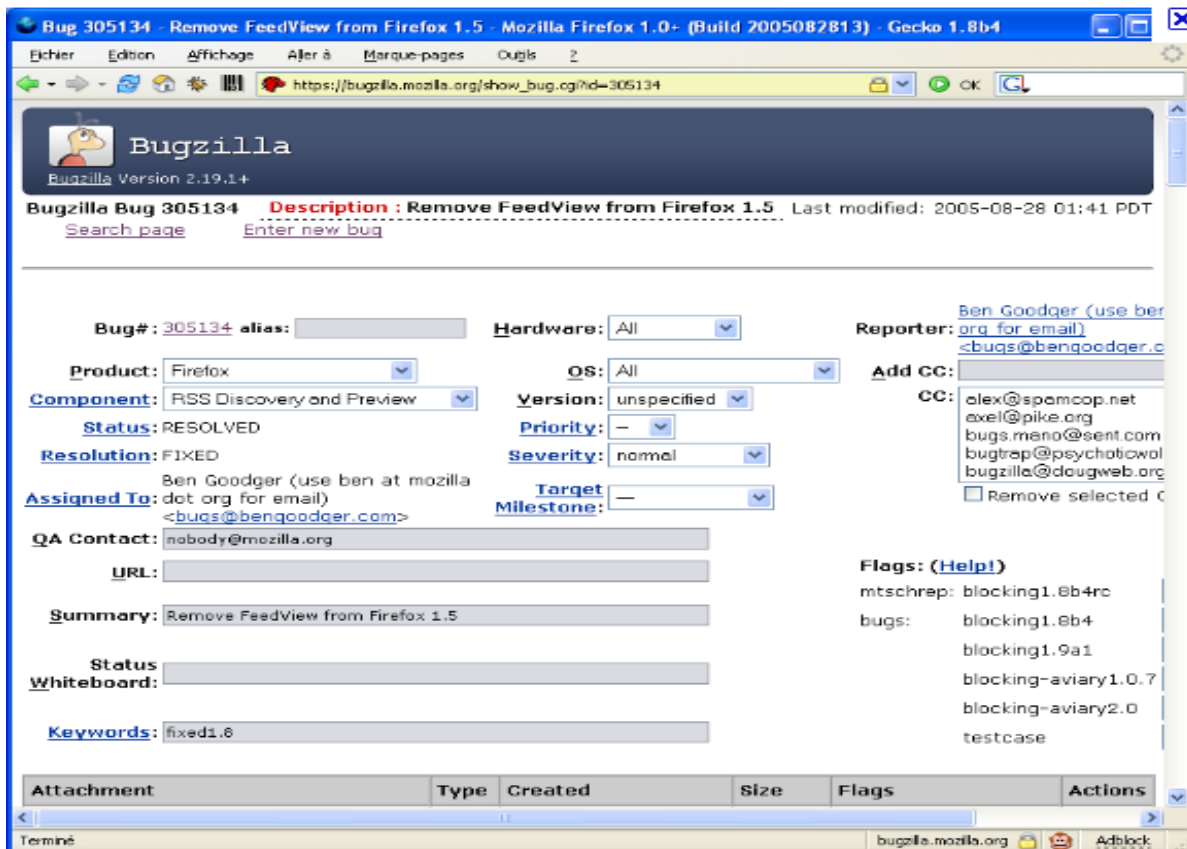 Bug 305134 - Remove FeedView from Firefox 1.5 - Mozilla Firefox 1.0+ (Build 2005082813) - Gecko 1.8b4
Fichier Edition Affichage Aller à Marque-pages Outils ?
https://bugzilla.mozilla.org/show_bug.cgi?id=305134 OK G
Bugzilla
Bugzilla Version 2.19.1+
Bugzilla Bug 305134 Description : Remove FeedView from Firefox 1.5 Last modified: 2005-08-28 01:41 PDT
Search page Enter new bug
Bug#: 305134 alias: Hardware: All Reporter: Ben Goodger (use ben
org for email)
<bugs@bengoodger.c
Product: Firefox OS: All Add CC:
Component: RSS Discovery and Preview Version: unspecified CC: alex@spamcop.net
axel@pike.org
Status: RESOLVED Priority: --
bugs.mano@sent.com
bugtrap@psychoticwol
Resolution: FIXED Severity: normal
bugzilla@dougweb.org
Assigned To: Ben Goodger (use ben at mozilla
dot org for email)
<bugs@bengoodger.com>
Target Milestone: ---
Remove selected C
QA Contact: nobody@mozilla.org
URL:
Flags: (Help!)
mtschrep: blocking1.8b4rc
Summary: Remove FeedView from Firefox 1.5
bugs: blocking1.8b4
blocking1.9a1
Status Whiteboard:
blocking-aviary1.0.7
blocking-aviary2.0
Keywords: fixed1.8
testcase
Attachment Type Created Size Flags Actions
Terminé bugzilla.mozilla.org Adblock